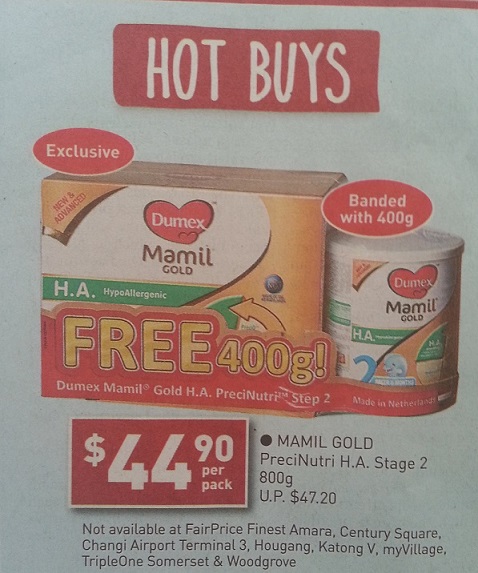 HOT BUYS
Exclusive
NEW &
ADVANCED
Dumex
Mamil
GOLD
H.A. HypoAllergenic
FREE 400g!
Dumex Mamil® Gold H.A. PreciNutri™ Step 2
Banded
with 400g
Dumex
Mamil
GOLD
H.A.
H.A.
2
Made in Netherlands
$44.90
per
pack
● MAMIL GOLD
PreciNutri H.A. Stage 2
800g
U.P. $47.20
Not available at FairPrice Finest Amara, Century Square,
Changi Airport Terminal 3, Hougang, Katong V, myVillage,
TripleOne Somerset & Woodgrove